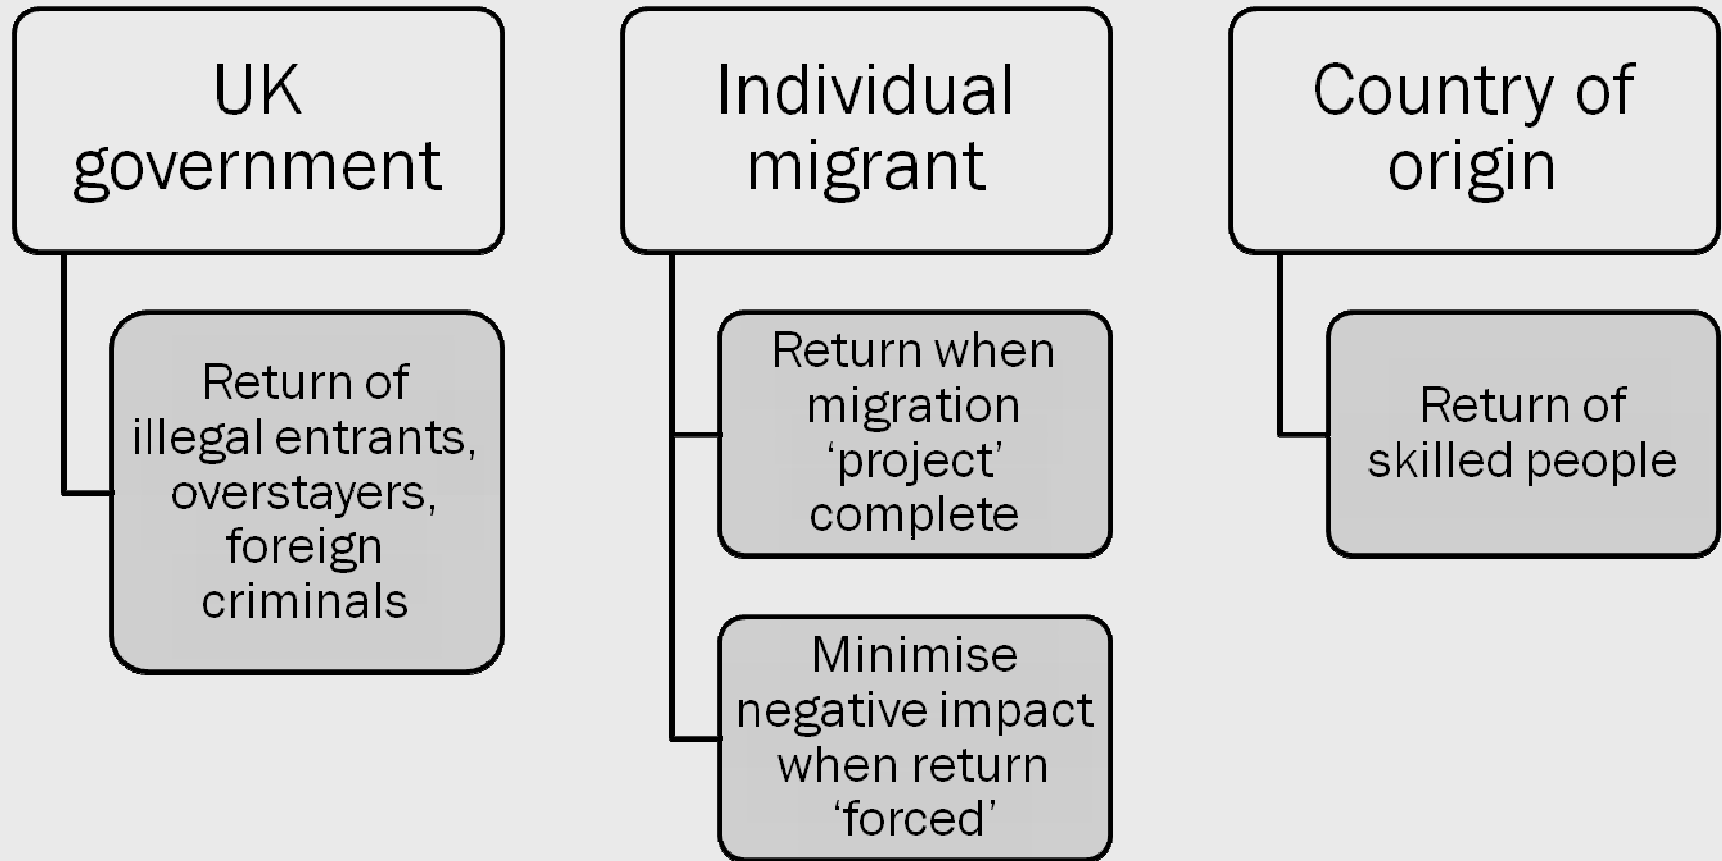 UK
government
Return of
illegal entrants,
overstayers,
foreign
criminals
Individual
migrant
Return when
migration
‘project’
complete
Minimise
negative impact
when return
‘forced’
Country of
origin
Return of
skilled people